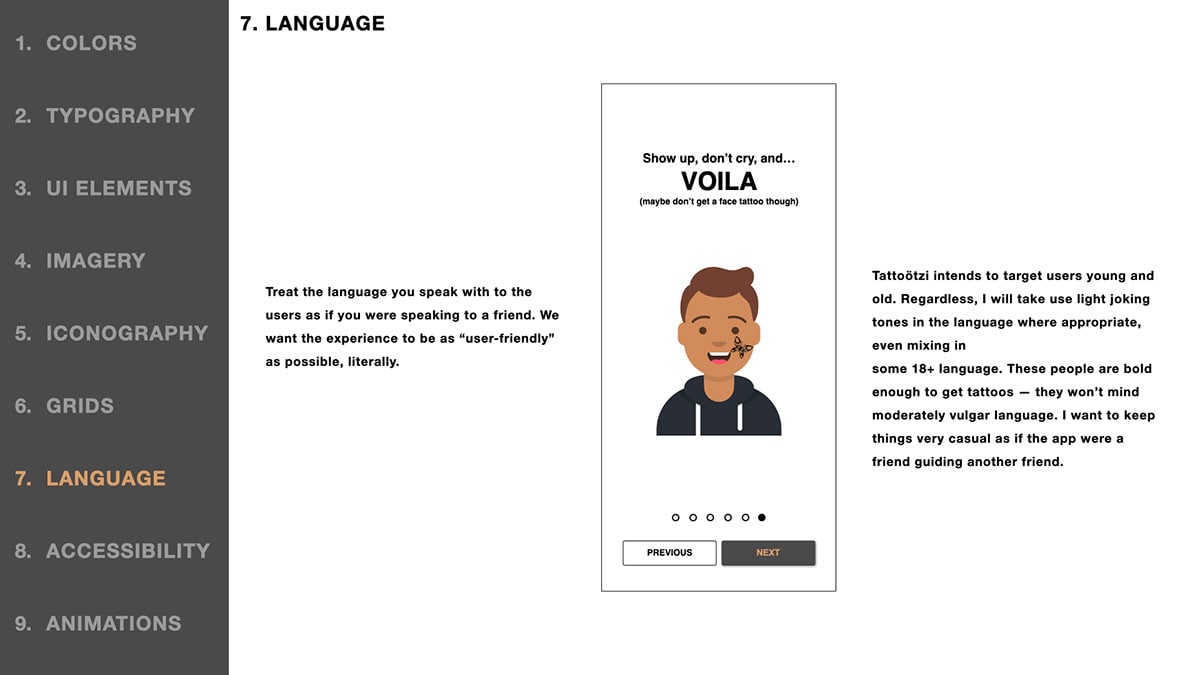 1. COLORS
2. TYPOGRAPHY
3. UI ELEMENTS
4. IMAGERY
5. ICONOGRAPHY
6. GRIDS
7. LANGUAGE
8. ACCESSIBILITY
9. ANIMATIONS
7. LANGUAGE
Treat the language you speak with to the
users as if you were speaking to a friend. We
want the experience to be as “user-friendly”
as possible, literally.
Show up, don’t cry, and...
VOILA
(maybe don’t get a face tattoo though)
PREVIOUS
NEXT
Tattoötzi intends to target users young and
old. Regardless, I will take use light joking
tones in the language where appropriate,
even mixing in
some 18+ language. These people are bold
enough to get tattoos — they won’t mind
moderately vulgar language. I want to keep
things very casual as if the app were a
friend guiding another friend.